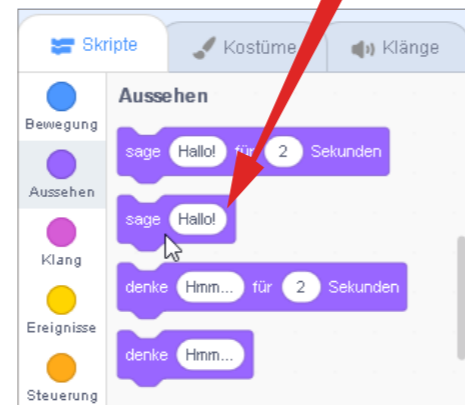 Skripte
Kostüme
Klänge
Aussehen
Bewegung
Aussehen
Klang
Ereignisse
Steuerung
sage Hallo! für 2 Sekunden
sage Hallo!
denke Hmm... für 2 Sekunden
denke Hmm...